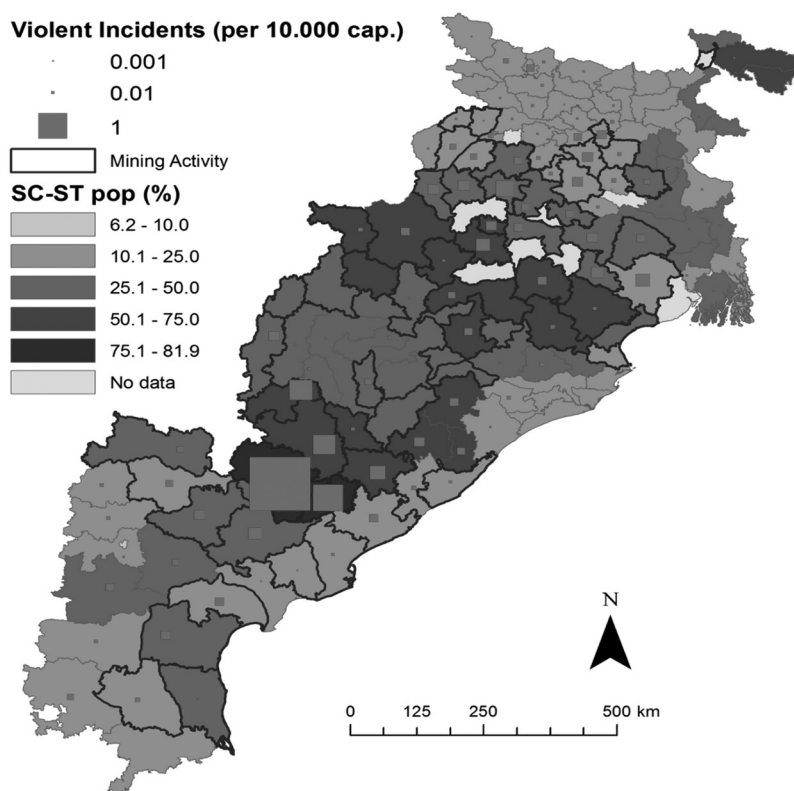 Violent Incidents (per 10.000 cap.)
0.001
0.01
1
Mining Activity
SC-ST pop (%)
6.2 - 10.0
10.1 - 25.0
25.1 - 50.0
50.1 - 75.0
75.1 - 81.9
No data
N
0 125 250 500 km